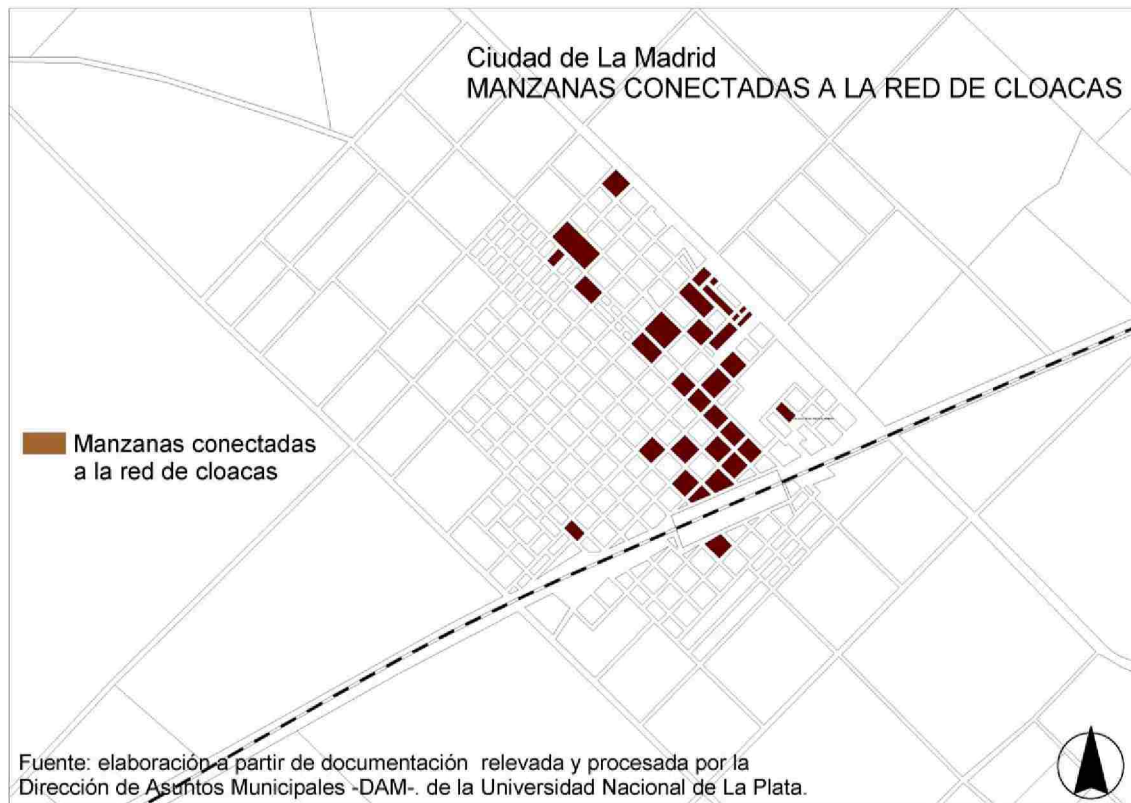 Ciudad de La Madrid
MANZANAS CONECTADAS A LA RED DE CLOACAS
Manzanas conectadas
a la red de cloacas
Fuente: elaboración a partir de documentación relevada y procesada por la
Dirección de Asuntos Municipales -DAM-. de la Universidad Nacional de La Plata.